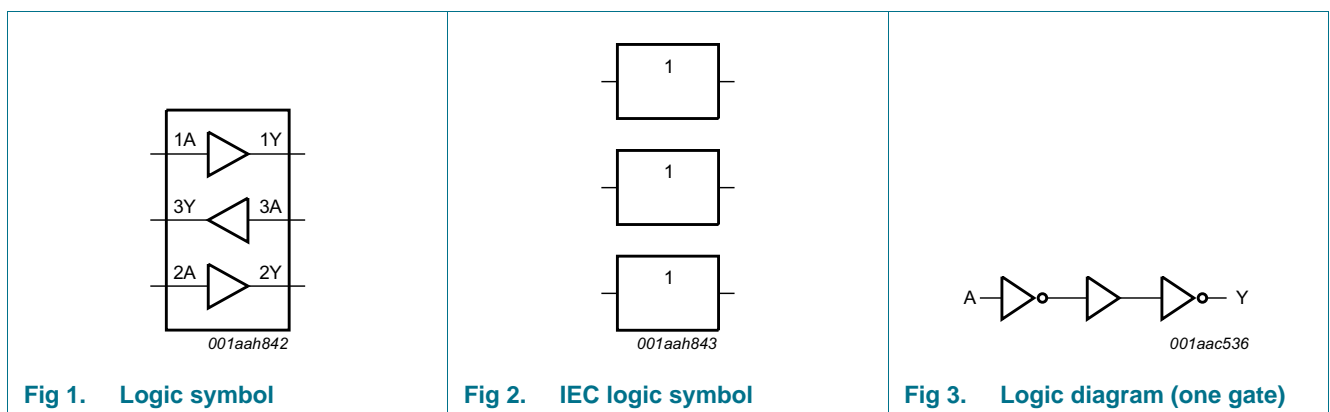 1A 1Y
3Y 3A
2A 2Y
001aah842
Fig 1. Logic symbol
1
1
1
001aah843
Fig 2. IEC logic symbol
A Y
001aac536
Fig 3. Logic diagram (one gate)